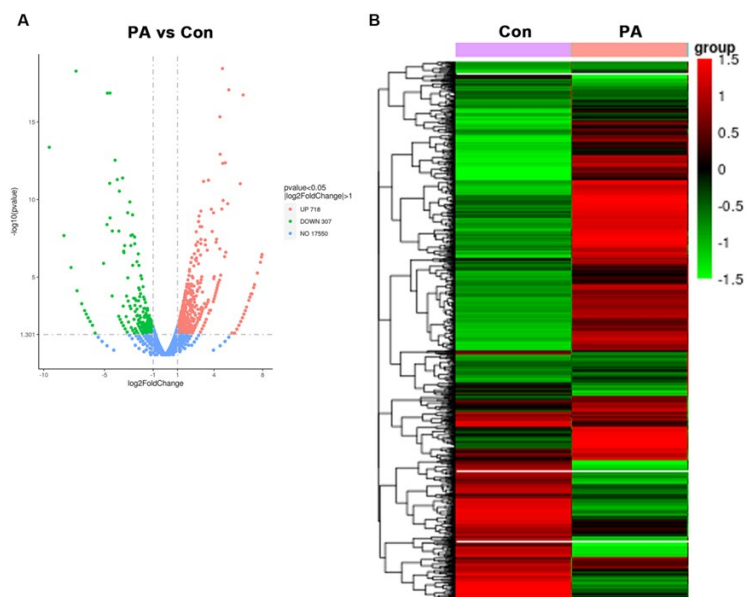 A
PA vs Con
-log10(pvalue)
15
10
5
1.301
-10
-5
-1
1
4
8
log2FoldChange
pvalue<0.05
|log2FoldChange|>1
UP 718
DOWN 307
NO 17550
B
Con
PA
group
1.5
1
0.5
0
-0.5
-1
-1.5